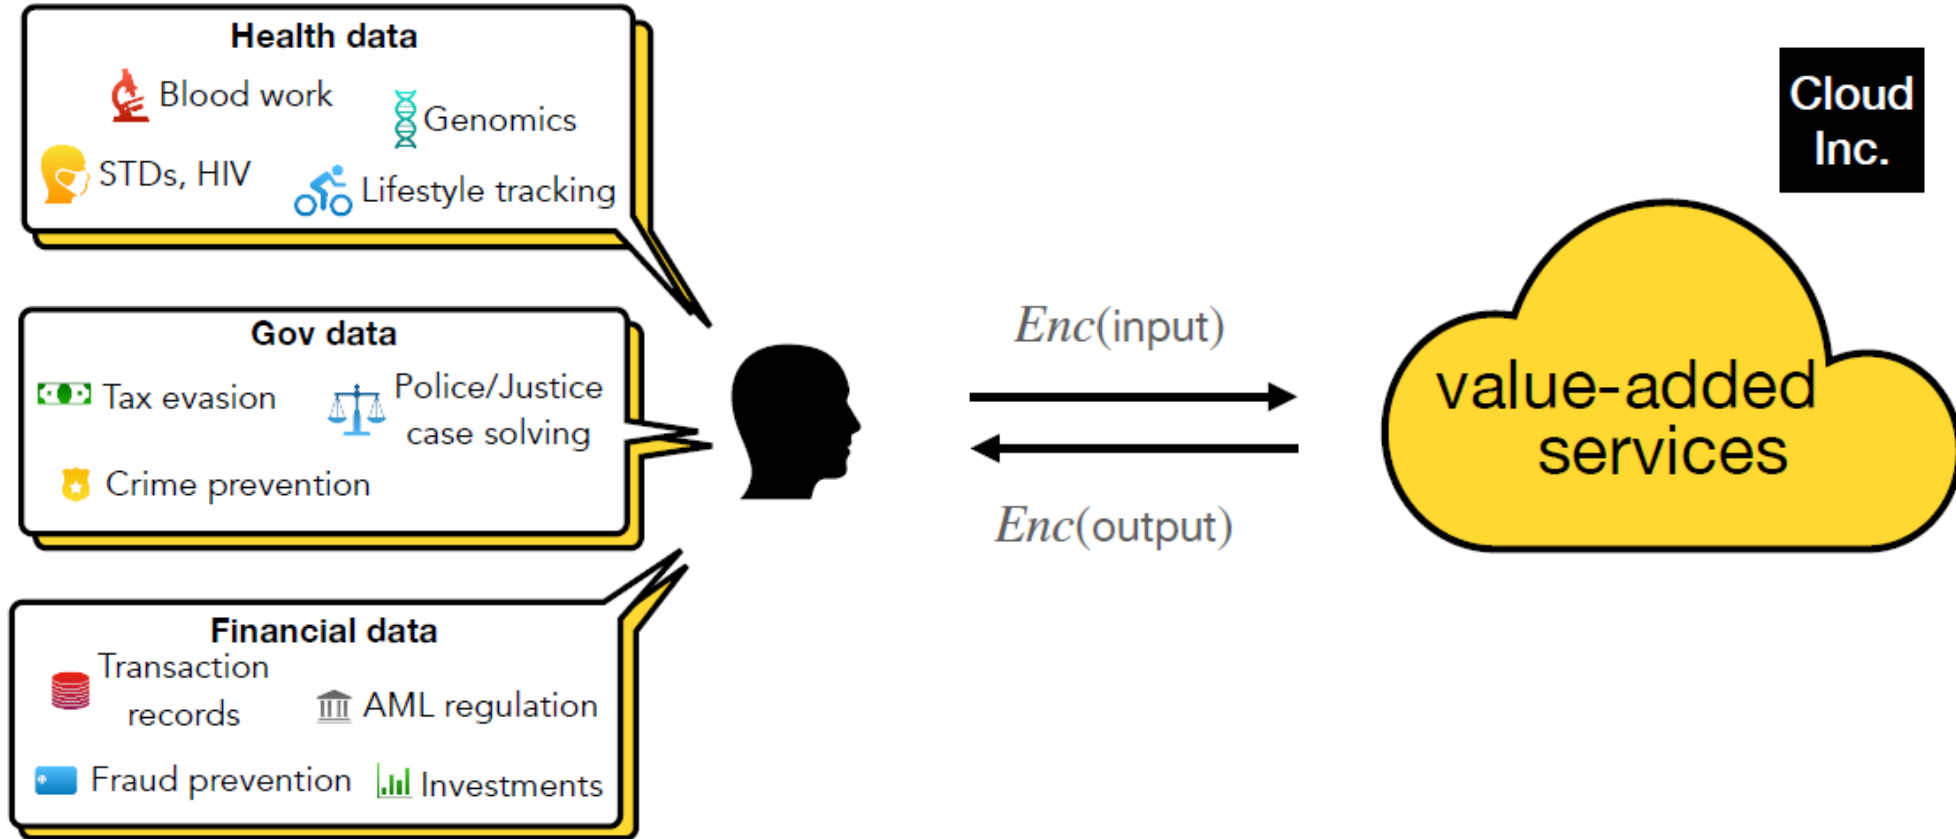 Health data
Blood work
Genomics
STDs, HIV
Lifestyle tracking
Gov data
Tax evasion
Police/Justice
case solving
Crime prevention
Financial data
Transaction
records
AML regulation
Fraud prevention
Investments
Enc(input)
Enc(output)
Cloud
Inc.
value-added
services